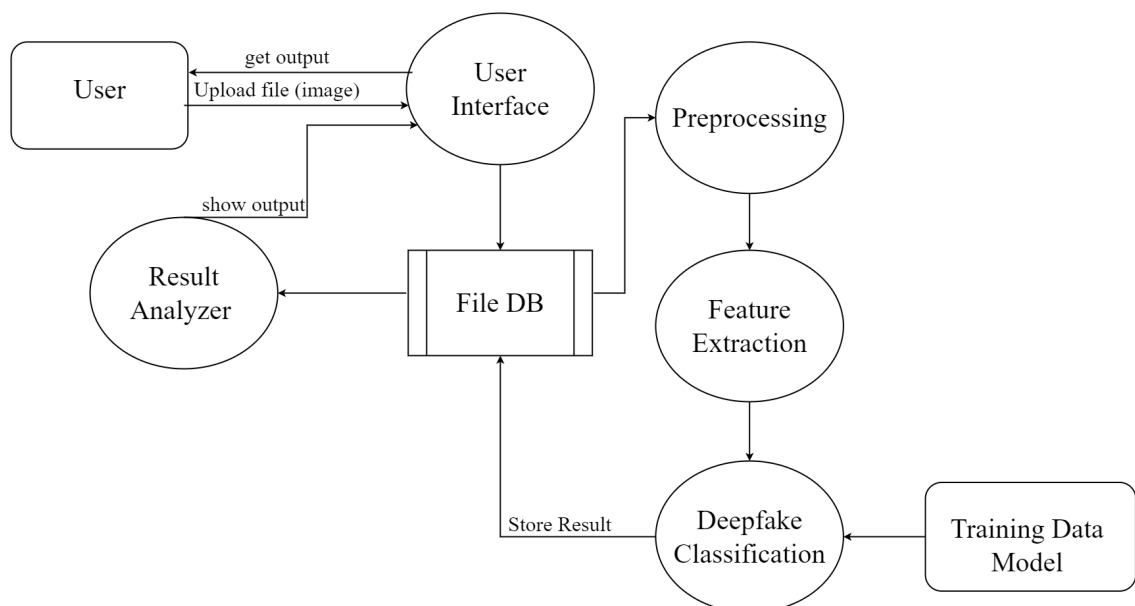 get output
User
Upload file (image)
User
Interface
Preprocessing
show output
Result
Analyzer
File DB
Feature
Extraction
Store Result
Deepfake
Classification
Training Data
Model